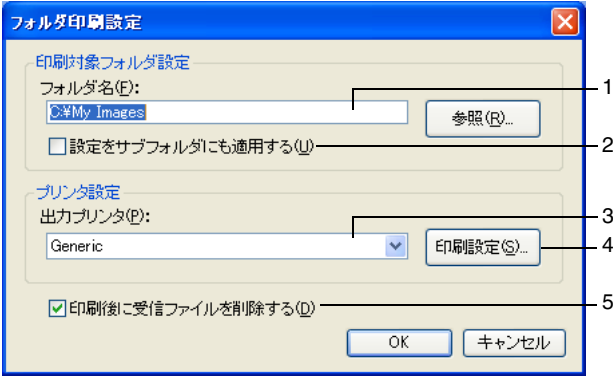 フォルダ印刷設定
印刷対象フォルダ設定
フォルダ名(F):
C:¥My Images
参照(R)...
設定をサブフォルダにも適用する(U)
プリンタ設定
出力プリンタ(P):
Generic
印刷設定(S)...
印刷後に受信ファイルを削除する(D)
OK
キャンセル
1
2
3
4
5